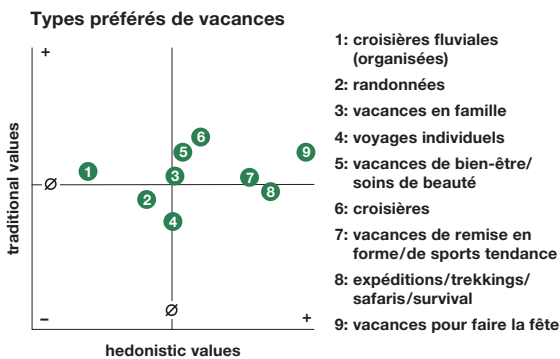 Types préférés de vacances
+
traditional values
6
5
9
1
3
7
Ø
8
2
4
Ø
–
+
hedonistic values
1: croisières fluviales
(organisées)
2: randonnées
3: vacances en famille
4: voyages individuels
5: vacances de bien-être/
soins de beauté
6: croisières
7: vacances de remise en
forme/de sports tendance
8: expéditions/trekkings/
safaris/survival
9: vacances pour faire la fête